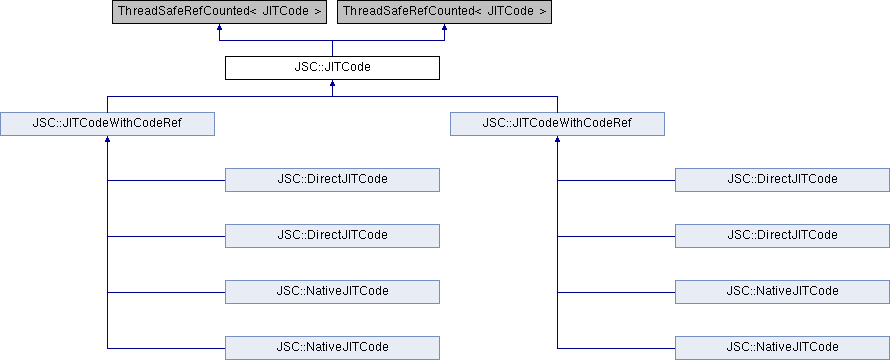 ThreadSafeRefCounted< JITCode > ThreadSafeRefCounted< JITCode >
JSC::JITCode
JSC::JITCodeWithCodeRef JSC::JITCodeWithCodeRef
JSC::DirectJITCode JSC::DirectJITCode
JSC::DirectJITCode JSC::DirectJITCode
JSC::NativeJITCode JSC::NativeJITCode
JSC::NativeJITCode JSC::NativeJITCode